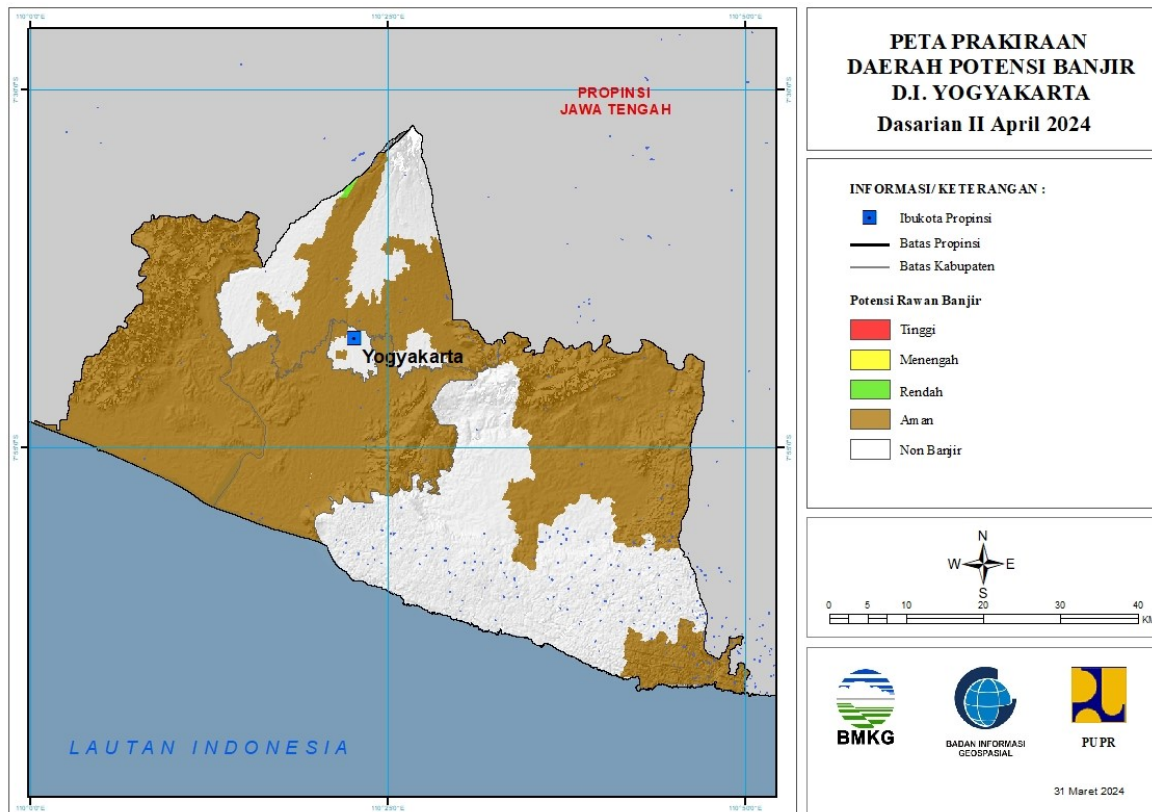 PROPINSI
JAWA TENGAH
Yogyakarta
LAUTAN INDONESIA
PETA PRAKIRAAN
DAERAH POTENSI BANJIR
D.I. YOGYAKARTA
Dasarian II April 2024
INFORMASI/ KETERANGAN :
Ibukota Propinsi
Batas Propinsi
Batas Kabupaten
Potensi Rawan Banjir
Tinggi
Menengah
Rendah
Aman
Non Banjir
N
W E
S
0 5 10 20 30 40
KM
BMKG
BADAN INFORMASI
GEOSPASIAL
PUPR
31 Maret 2024